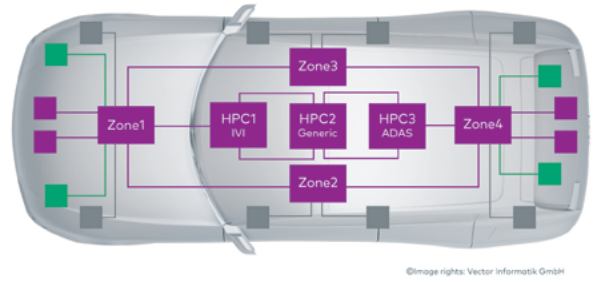 Zone3
Zone1
HPC1
IVI
HPC2
Generic
HPC3
ADAS
Zone4
Zone2
©Image rights: Vector Informatik GmbH